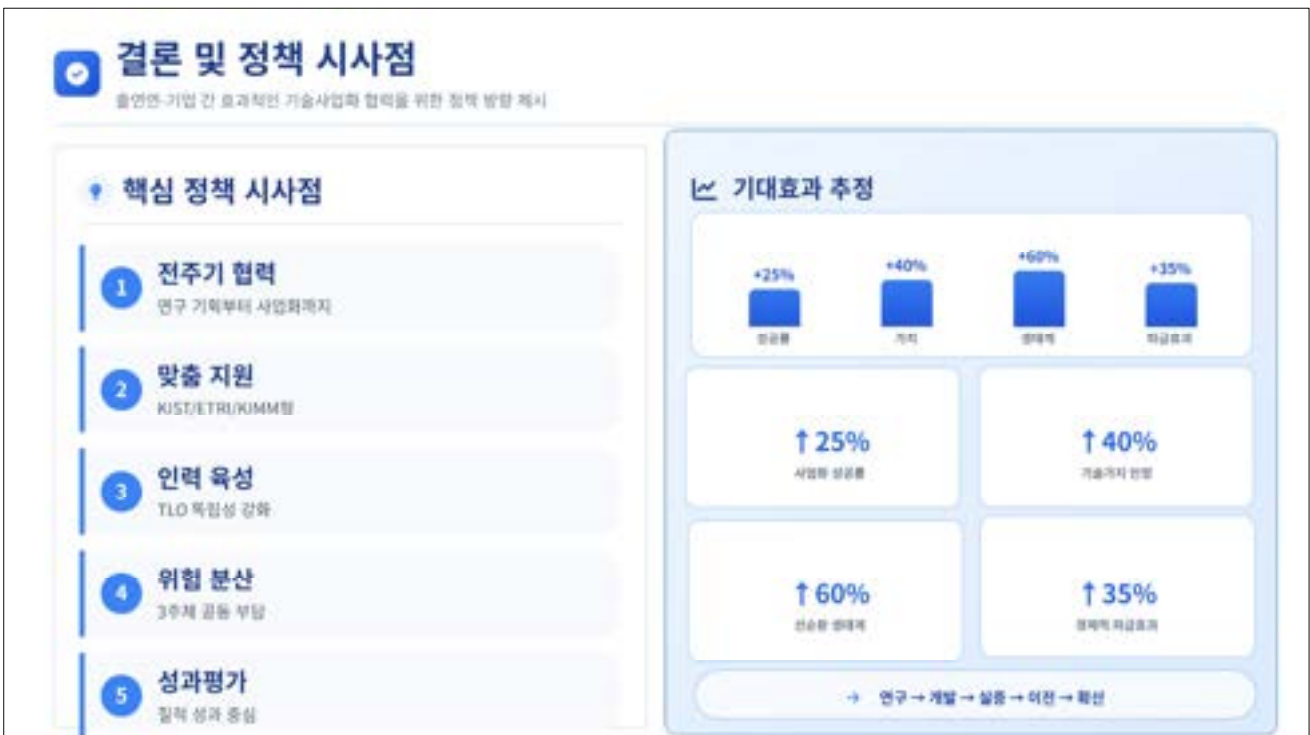 결론 및 정책 시사점
출연연-기업 간 효과적인 기술사업화 협력을 위한 정책 방향 제시
핵심 정책 시사점
1
전주기 협력
연구 기획부터 사업화까지
2
맞춤 지원
KIST/ETRI/KIMM형
3
인력 육성
TLO 독립성 강화
4
위험 분산
3주체 공동 부담
5
성과평가
질적 성과 중심
기대효과 추정
+25%
+40%
+60%
+35%
성공률
가치
생태계
파급효과
↑ 25%
사업화 성공률
↑ 40%
기술가치 반영
↑ 60%
선순환 생태계
↑ 35%
경제적 파급효과
→ 연구 → 개발 → 실증 → 이전 → 확산